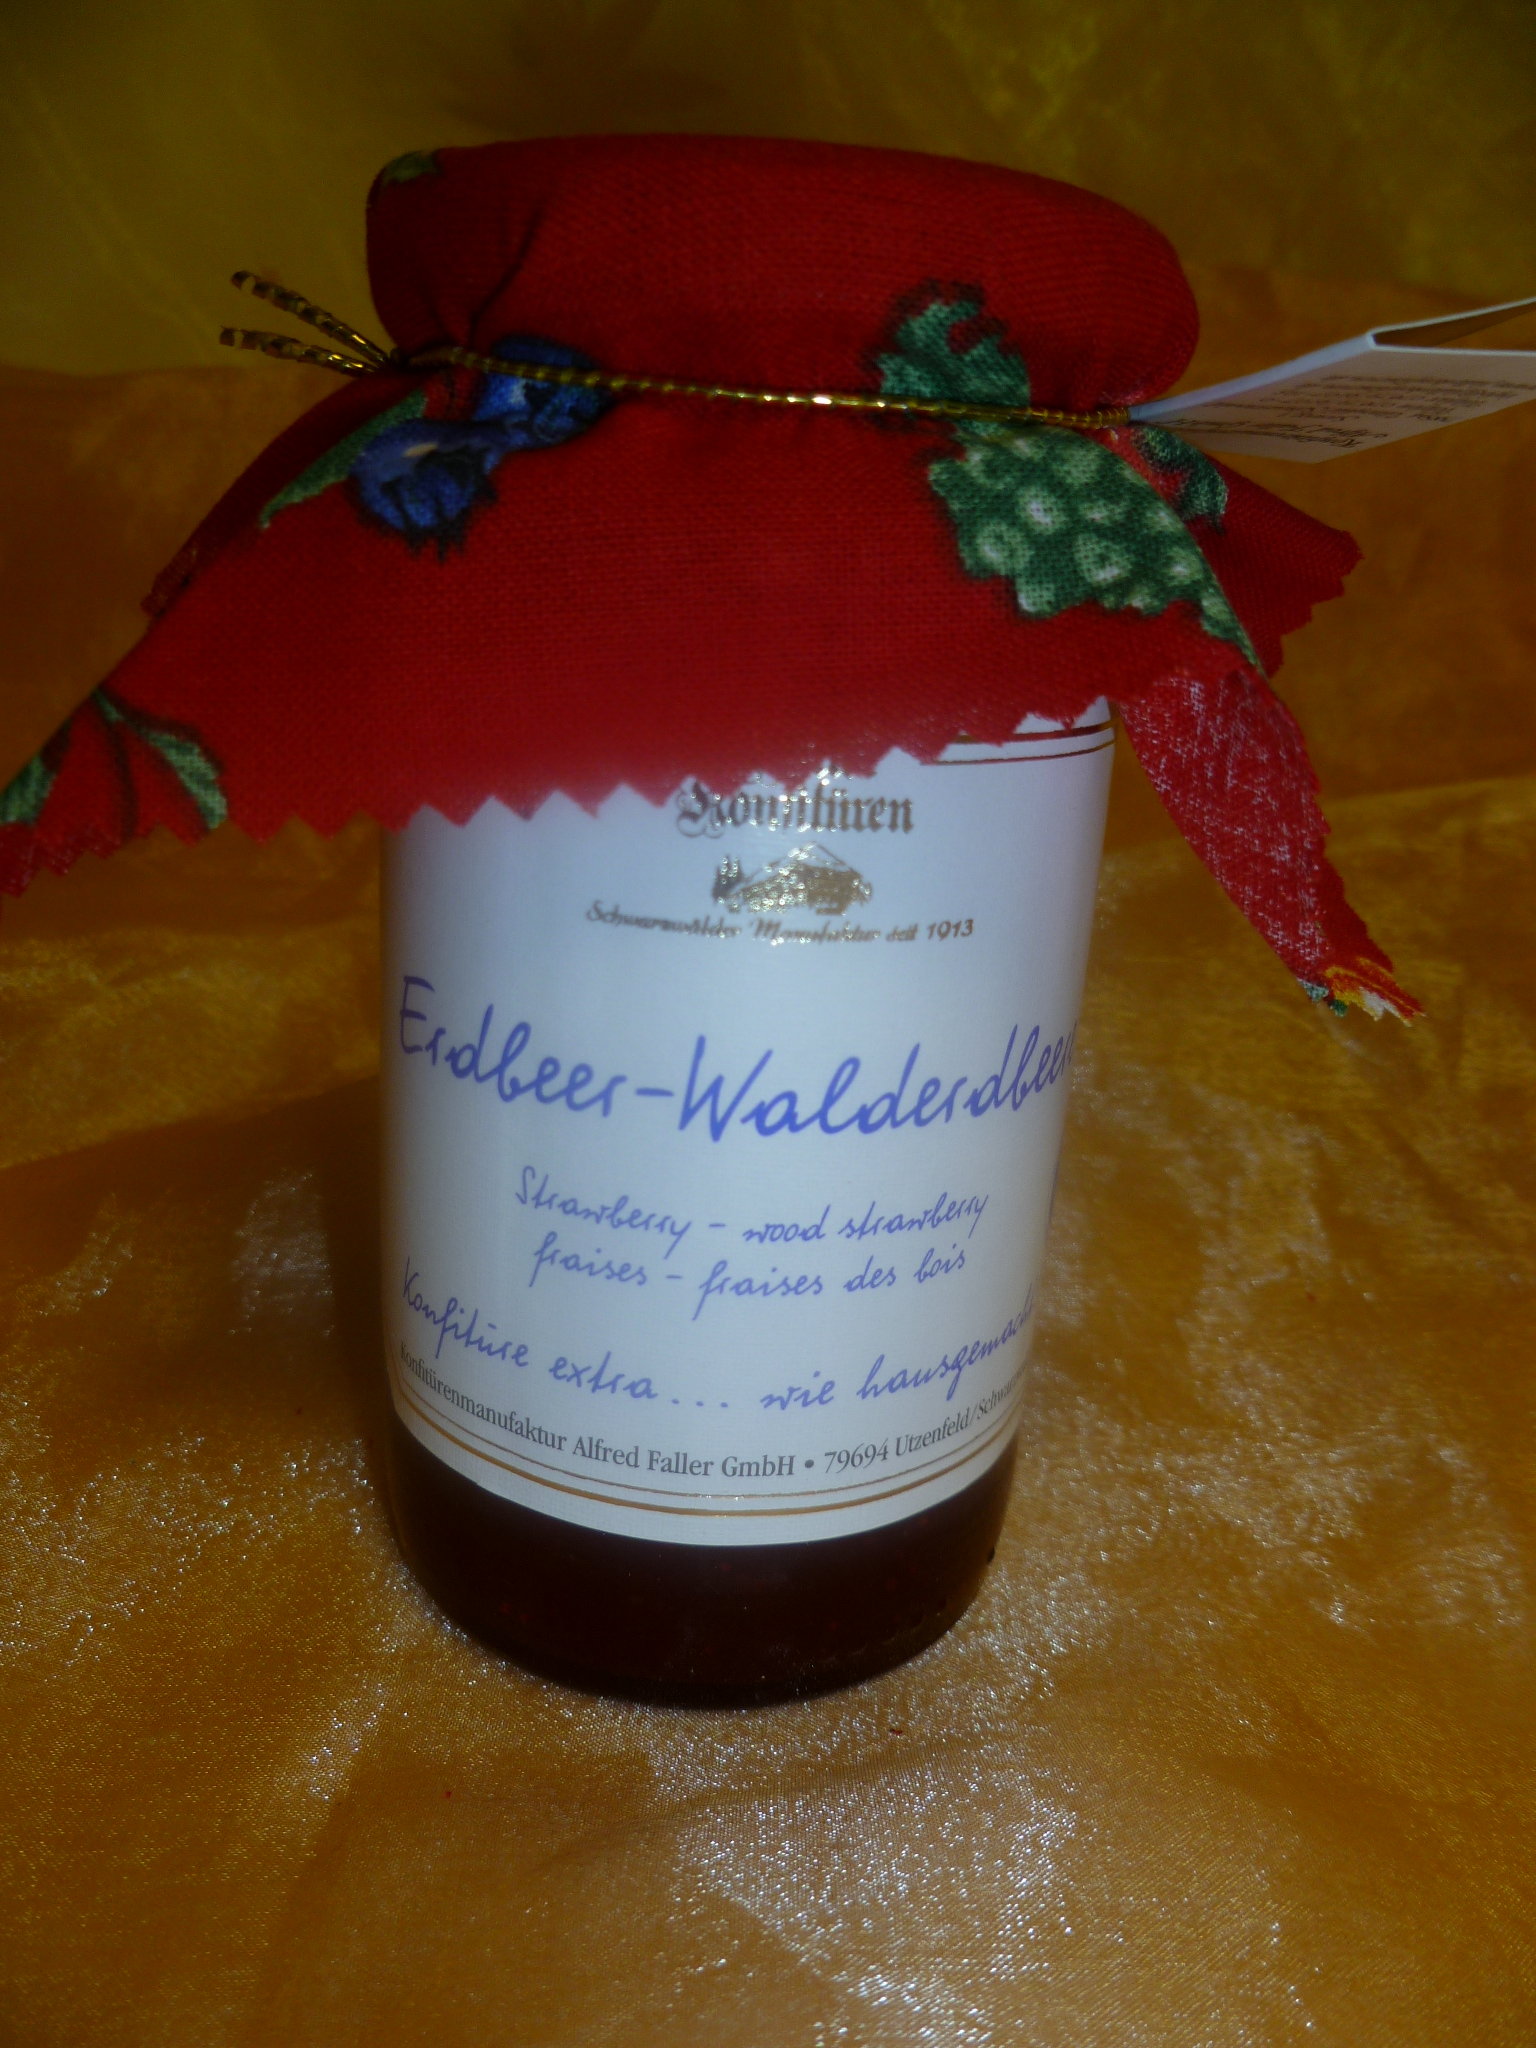 Konfitüren
Schwarzwälder Manufaktur seit 1913
Erdbeer-Walderdbeer
Strawberry - wood strawberry
fraises - fraises des bois
Konfitüre extra... wie hausgemacht
Konfitürenmanufaktur Alfred Faller GmbH • 79694 Utzenfeld/